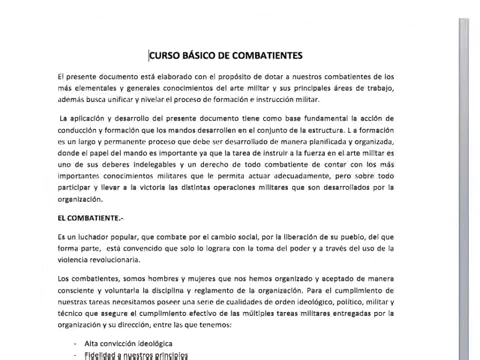 CURSO BÁSICO DE COMBATIENTES
El presente documento está elaborado con el propósito de dotar a nuestros combatientes de los
más elementales y generales conocimientos del arte militar y sus principales áreas de trabajo,
además busca unificar y nivelar el proceso de formación e instrucción militar.
La aplicación y desarrollo del presente documento tiene como base fundamental la acción de
conducción y formación que los mandos desarrollen en el conjunto de la estructura. L a formación
es un largo y permanente proceso que debe ser desarrollado de manera planificada y organizada,
donde el papel del mando es importante ya que la tarea de instruir a la fuerza en el arte militar es
uno de sus deberes indelegables y un derecho de todo combatiente de contar con los más
importantes conocimientos militares que le permita actuar adecuadamente, pero sobre todo
participar y llevar a la victoria las distintas operaciones militares que son desarrollados por la
organización.
EL COMBATIENTE.-
Es un luchador popular, que combate por el cambio social, por la liberación de su pueblo, del que
forma parte, está convencido que solo lo lograra con la toma del poder y a través del uso de la
violencia revolucionaria.
Los combatientes, somos hombres y mujeres que nos hemos organizado y aceptado de manera
consciente y voluntaria la disciplina y reglamento de la organización. Para el cumplimiento de
nuestras tareas necesitamos poseer una serie de cualidades de orden ideológico, político, militar y
técnico que asegure el cumplimiento efectivo de las múltiples tareas militares entregadas por la
organización y su dirección, entre las que tenemos:
- Alta convicción ideológica
- Fidelidad a nuestros principios